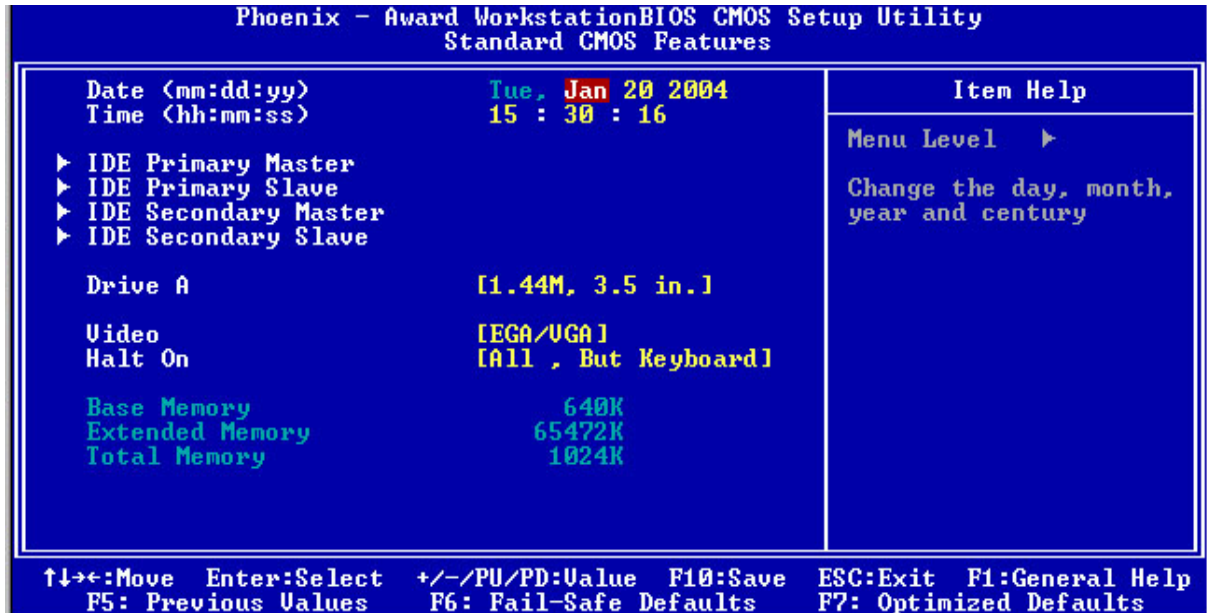 Phoenix - Award WorkstationBIOS CMOS Setup Utility
Standard CMOS Features
Date (mm:dd:yy) Tue, Jan 20 2004
Time (hh:mm:ss) 15 : 30 : 16
► IDE Primary Master
► IDE Primary Slave
► IDE Secondary Master
► IDE Secondary Slave
Drive A [1.44M, 3.5 in.]
Video [EGA/VGA]
Halt On [All , But Keyboard]
Base Memory 640K
Extended Memory 65472K
Total Memory 1024K
Item Help
Menu Level ►
Change the day, month,
year and century
↑↓→←:Move Enter:Select +/-/PU/PD:Value F10:Save ESC:Exit F1:General Help
F5: Previous Values F6: Fail-Safe Defaults F7: Optimized Defaults